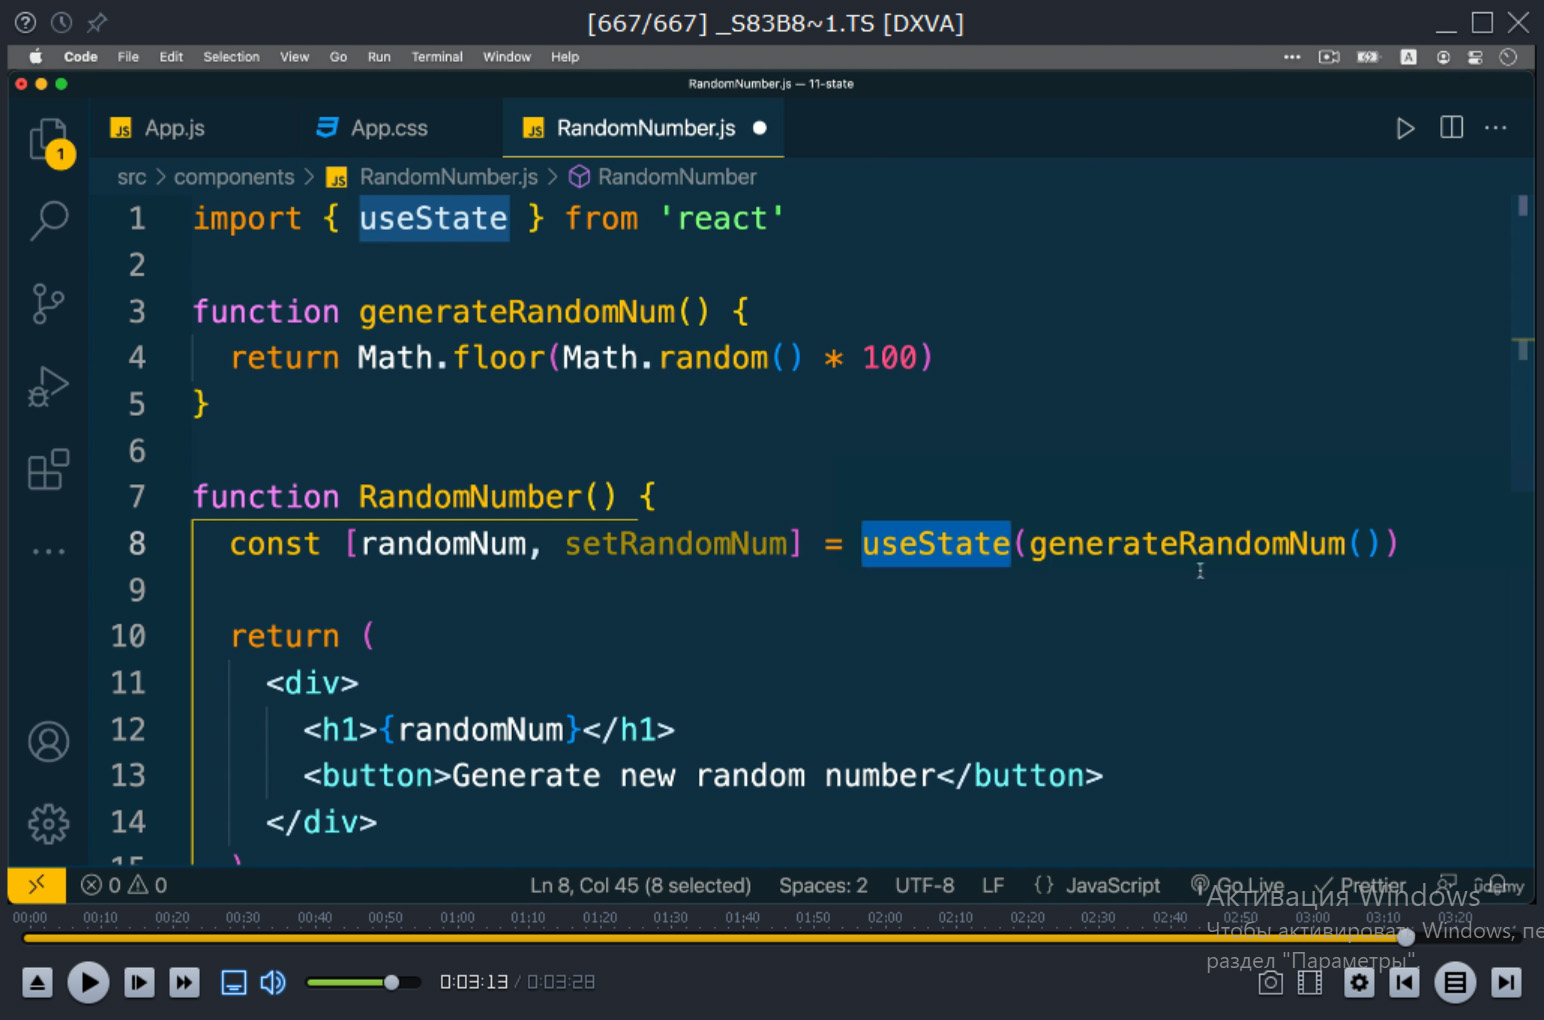 [667/667] _S83B8~1.TS [DXVA]
Code File Edit Selection View Go Run Terminal Window Help
A
RandomNumber.js — 11-state
JS App.js
App.css
JS RandomNumber.js
1
src > components > JS RandomNumber.js > RandomNumber
1 import { useState } from 'react'
2
3 function generateRandomNum() {
4 return Math.floor(Math.random() * 100)
5 }
6
7 function RandomNumber() {
8 const [randomNum, setRandomNum] = useState(generateRandomNum())
9
10 return (
11 <div>
12 <h1>{randomNum}</h1>
13 <button>Generate new random number</button>
14 </div>
15 )
0 0 Ln 8, Col 45 (8 selected) Spaces: 2 UTF-8 LF {} JavaScript Go Live Prettier
ûdemy
Активация Windows
Чтобы активировать Windows, пе
раздел "Параметры".
00:00 00:10 00:20 00:30 00:40 00:50 01:00 01:10 01:20 01:30 01:40 01:50 02:00 02:10 02:20 02:30 02:40 02:50 03:00 03:10 03:20
0:03:13 / 0:03:28